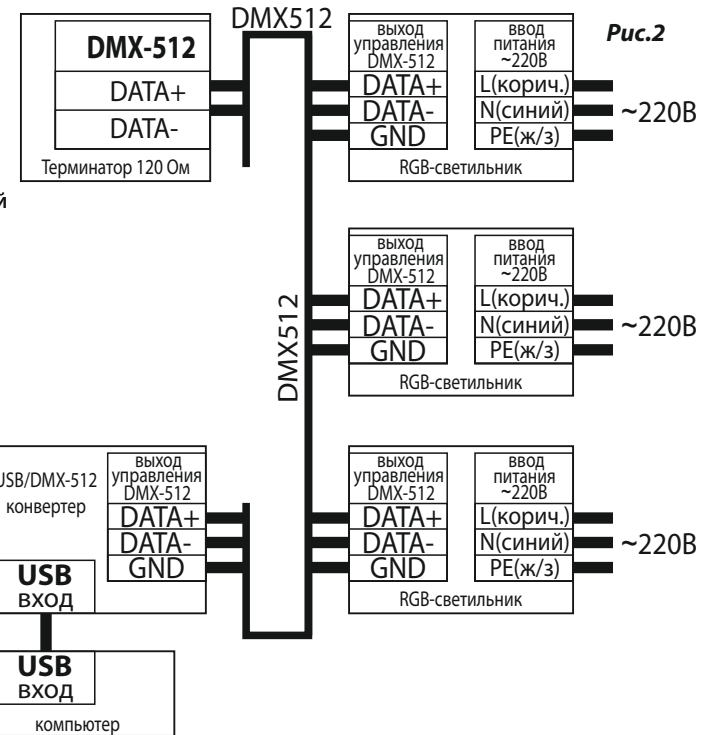 DMX512
Рис.2
DMX-512
DATA+
DATA-
Терминатор 120 Ом
выход
управления
DMX-512
DATA+
DATA-
GND
ввод
питания
~220В
L(корич.)
N(синий)
PE(ж/з)
RGB-светильник
~220В
й
выход
управления
DMX-512
DATA+
DATA-
GND
ввод
питания
~220В
L(корич.)
N(синий)
PE(ж/з)
RGB-светильник
~220В
DMX512
USB/DMX-512
конвертер
выход
управления
DMX-512
DATA+
DATA-
GND
USB
вход
USB
вход
компьютер
выход
управления
DMX-512
DATA+
DATA-
GND
ввод
питания
~220В
L(корич.)
N(синий)
PE(ж/з)
RGB-светильник
~220В